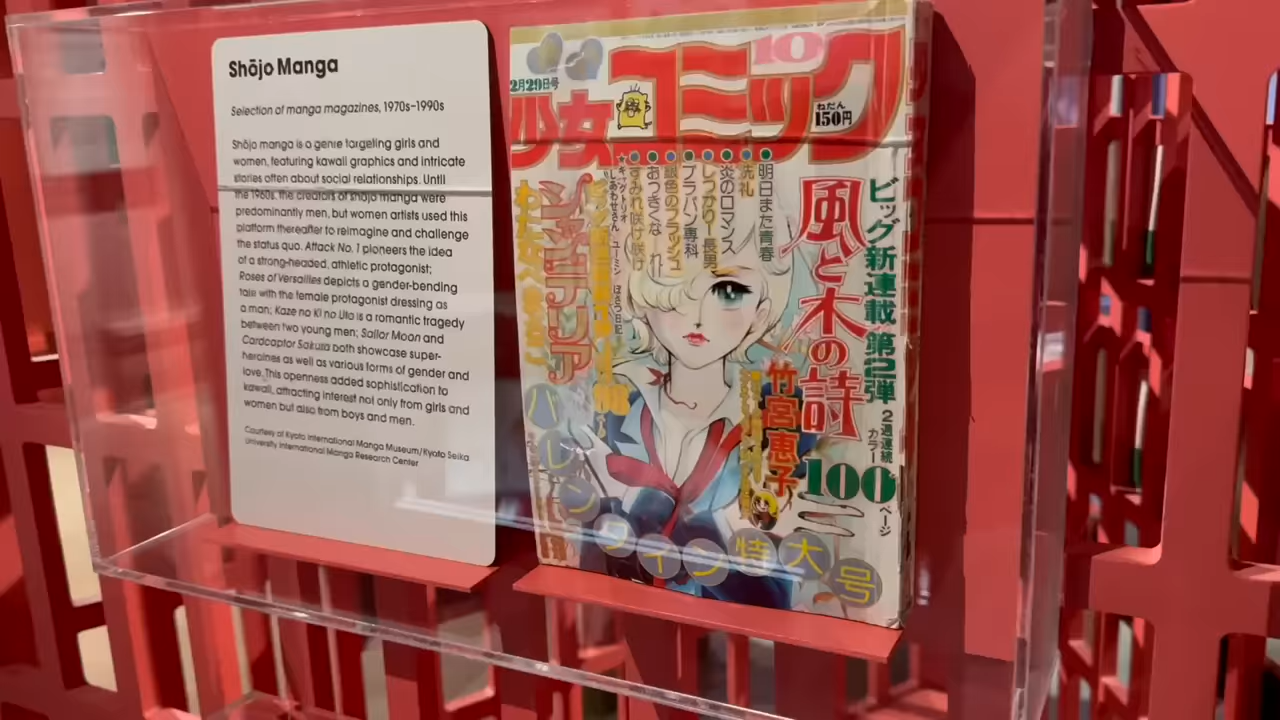 Shōjo Manga
Selection of manga magazines, 1970s–1990s
Shōjo manga is a genre targeting girls and
women, featuring kawaii graphics and intricate
stories often about social relationships. Until
the 1960s, the creators of shōjo manga were
predominantly men, but women artists used this
platform thereafter to reimagine and challenge
the status quo. Attack No. 1 pioneers the idea
of a strong-headed, athletic protagonist;
Roses of Versailles depicts a gender-bending
tale with the female protagonist dressing as
a man; Kaze no Ki no Uta is a romantic tragedy
between two young men; Sailor Moon and
Cardcaptor Sakura both showcase super-
heroines as well as various forms of gender and
love. This openness added sophistication to
kawaii, attracting interest not only from girls and
women but also from boys and men.
Courtesy of Kyoto International Manga Museum/Kyoto Seika
University International Manga Research Center
2月29日号
10
少女コミック
ねだん
150円
ビッグ新連載第2弾
2週連続
カラー
100
ページ
風と木の詩
竹宮恵子
明日また青春
洗礼
炎のロマンス
しっかり!長男
ブラバン専科
銀色のフラッシュ
すみれ咲け咲け
バレンタイン特大号